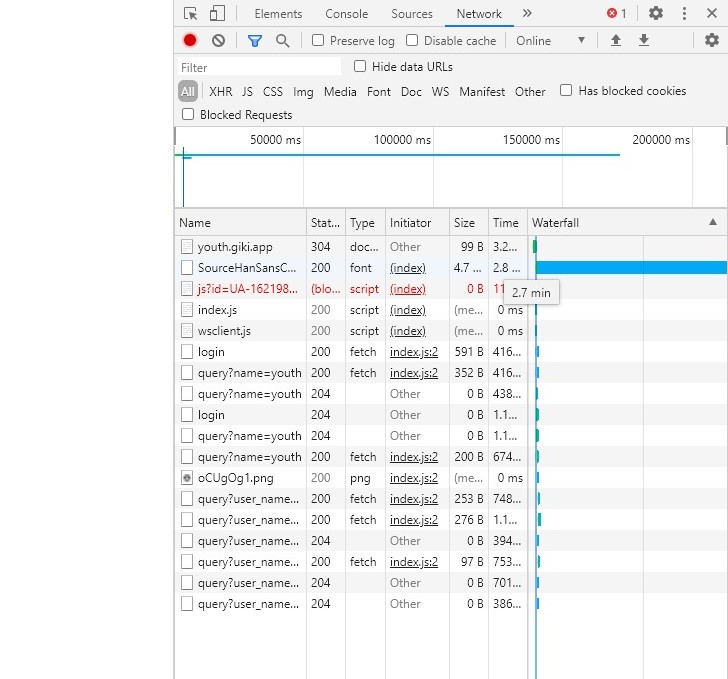 Elements Console Sources Network » 1
Preserve log Disable cache Online
Filter Hide data URLs
All XHR JS CSS Img Media Font Doc WS Manifest Other Has blocked cookies
Blocked Requests
50000 ms 100000 ms 150000 ms 200000 ms
Name Stat... Type Initiator Size Time Waterfall
youth.giki.app 304 doc... Other 99 B 3.2...
SourceHanSansC... 200 font (index) 4.7 ... 2.8 ...
js?id=UA-162198... (blo... script (index) 0 B 11
2.7 min
index.js 200 script (index) (me... 0 ms
wsclient.js 200 script (index) (me... 0 ms
login 200 fetch index.js:2 591 B 416...
query?name=youth 200 fetch index.js:2 352 B 416...
query?name=youth 204 Other 0 B 438...
login 204 Other 0 B 1.1...
query?name=youth 204 Other 0 B 1.1...
query?name=youth 200 fetch index.js:2 200 B 674...
oCUgOg1.png 200 png index.js:2 (me... 0 ms
query?user_name... 200 fetch index.js:2 253 B 748...
query?user_name... 200 fetch index.js:2 276 B 1.1...
query?user_name... 204 Other 0 B 394...
query?user_name... 200 fetch index.js:2 97 B 753...
query?user_name... 204 Other 0 B 701...
query?user_name... 204 Other 0 B 386...